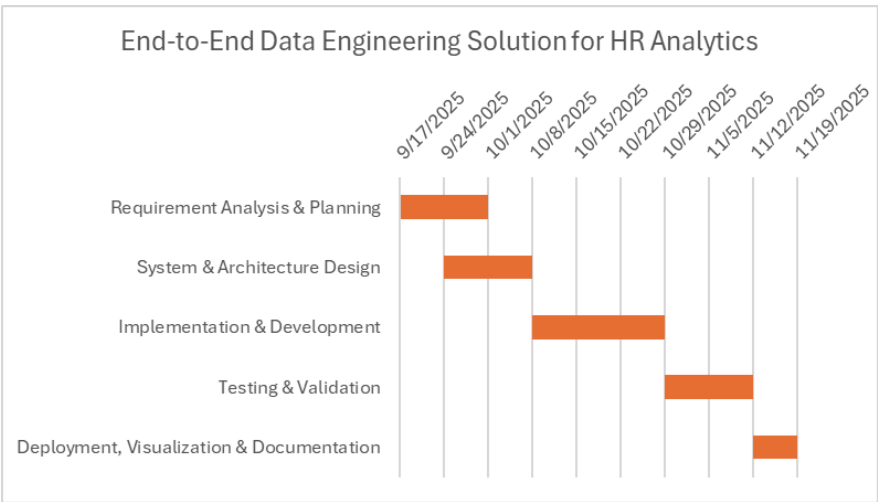 End-to-End Data Engineering Solution for HR Analytics
9/17/2025
9/24/2025
10/1/2025
10/8/2025
10/15/2025
10/22/2025
10/29/2025
11/5/2025
11/12/2025
11/19/2025
Requirement Analysis & Planning
System & Architecture Design
Implementation & Development
Testing & Validation
Deployment, Visualization & Documentation